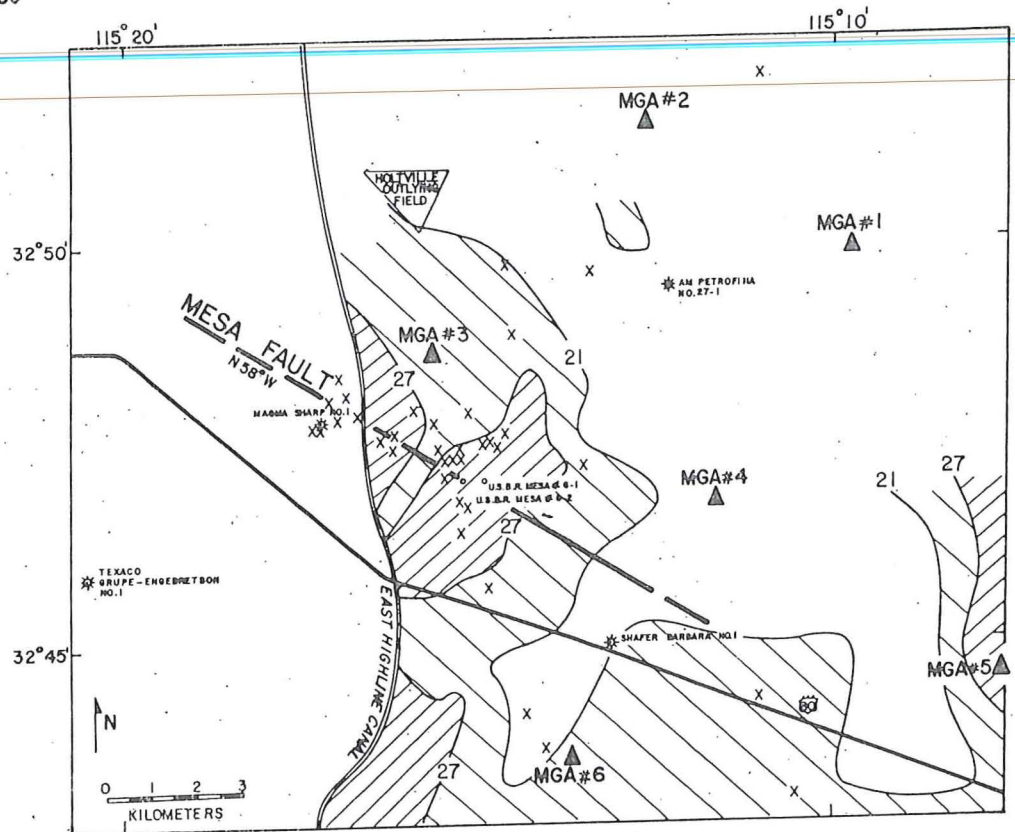 115°20'
115°10'
MGA#2
HOLTVILLE
OUTLYING
FIELD
MGA#1
32°50'
AM PETROFINA
NO.27-1
MESA FAULT
N58°W
MGA#3
21
27
MAGMA SHARP NO.1
MGA#4
U.S.B.R. MESA 6-1
U.S.B.R. MESA 6-2
27
21
27
TEXACO
GRUPE-ENGEBRETSON
NO.1
EAST HIGHLINE CANAL
SHAFER BARBARA NO.1
32°45'
MGA#5
80
N
MGA#6
27
0 1 2 3
KILOMETERS